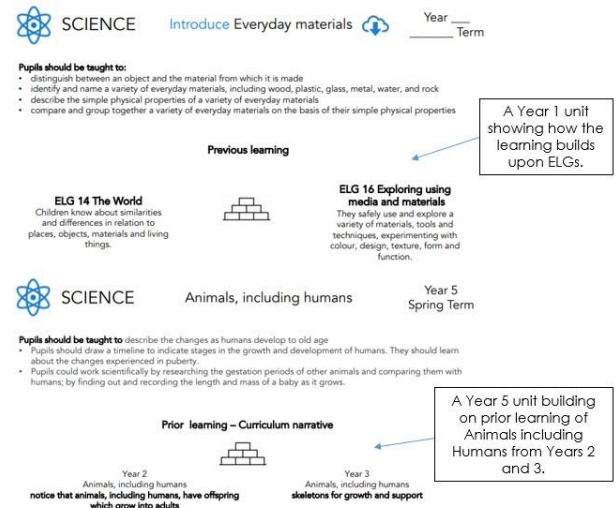 SCIENCE
Introduce Everyday materials
Year ___
______ Term
Pupils should be taught to:
• distinguish between an object and the material from which it is made
• identify and name a variety of everyday materials, including wood, plastic, glass, metal, water, and rock
• describe the simple physical properties of a variety of everyday materials
• compare and group together a variety of everyday materials on the basis of their simple physical properties
A Year 1 unit
showing how the
learning builds
upon ELGs.
Previous learning
ELG 14 The World
Children know about similarities
and differences in relation to
places, objects, materials and living
things.
ELG 16 Exploring using
media and materials
They safely use and explore a
variety of materials, tools and
techniques, experimenting with
colour, design, texture, form and
function.
SCIENCE
Animals, including humans
Year 5
Spring Term
Pupils should be taught to describe the changes as humans develop to old age
• Pupils should draw a timeline to indicate stages in the growth and development of humans. They should learn
about the changes experienced in puberty.
• Pupils could work scientifically by researching the gestation periods of other animals and comparing them with
humans; by finding out and recording the length and mass of a baby as it grows.
A Year 5 unit building
on prior learning of
Animals including
Humans from Years 2
and 3.
Prior learning – Curriculum narrative
Year 2
Animals, including humans
notice that animals, including humans, have offspring
which grow into adults
Year 3
Animals, including humans
skeletons for growth and support